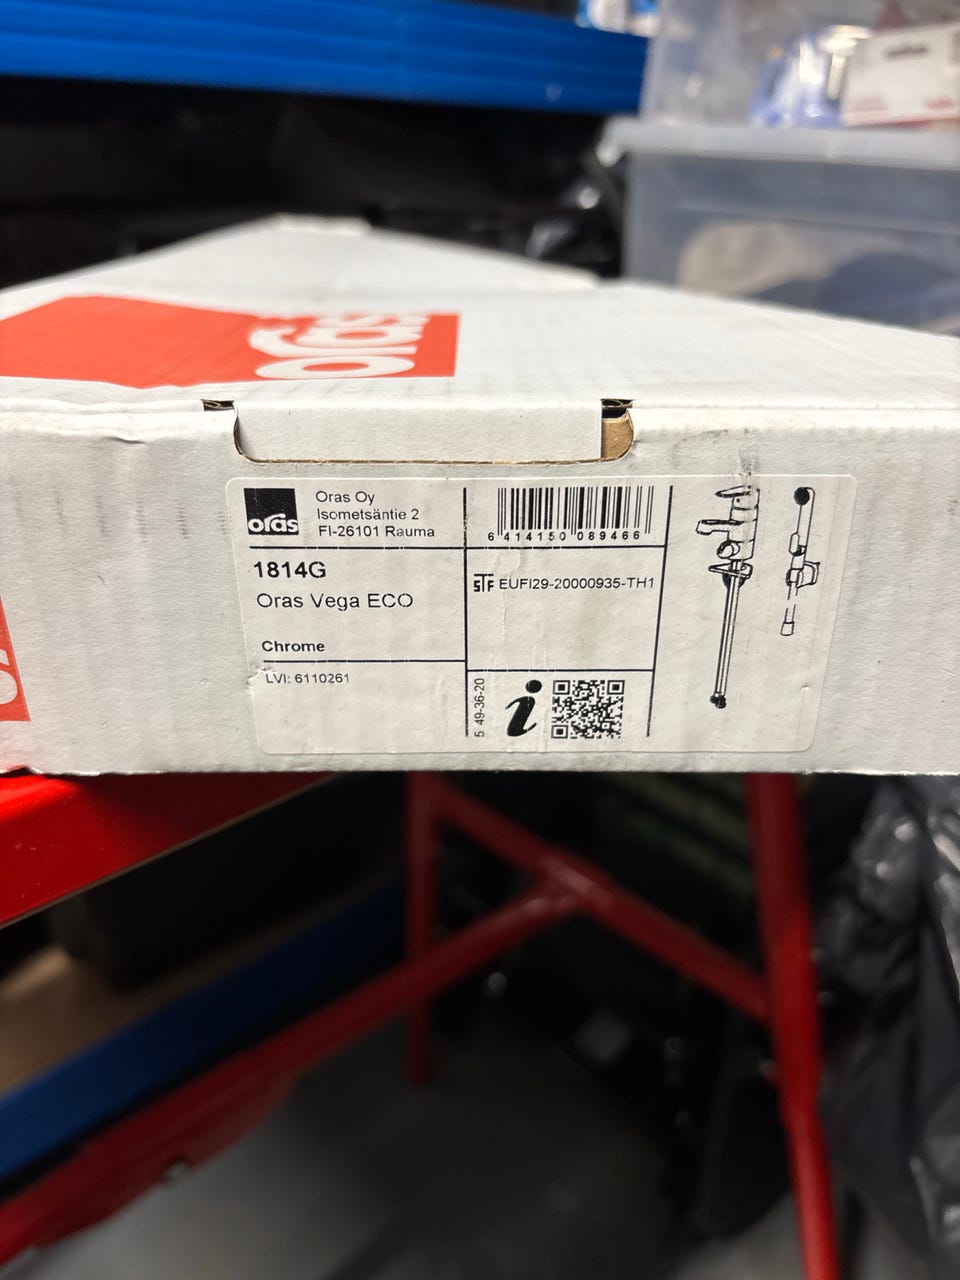 oras
oras
Oras Oy
Isometsäntie 2
FI-26101 Rauma
6 414150 089466
1814G
Oras Vega ECO
STF EUFI29-20000935-TH1
Chrome
LVI: 6110261
5 49-36-20
i